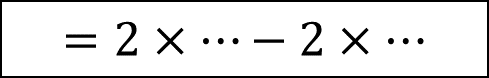 = 2 × ⋯ − 2 × ⋯